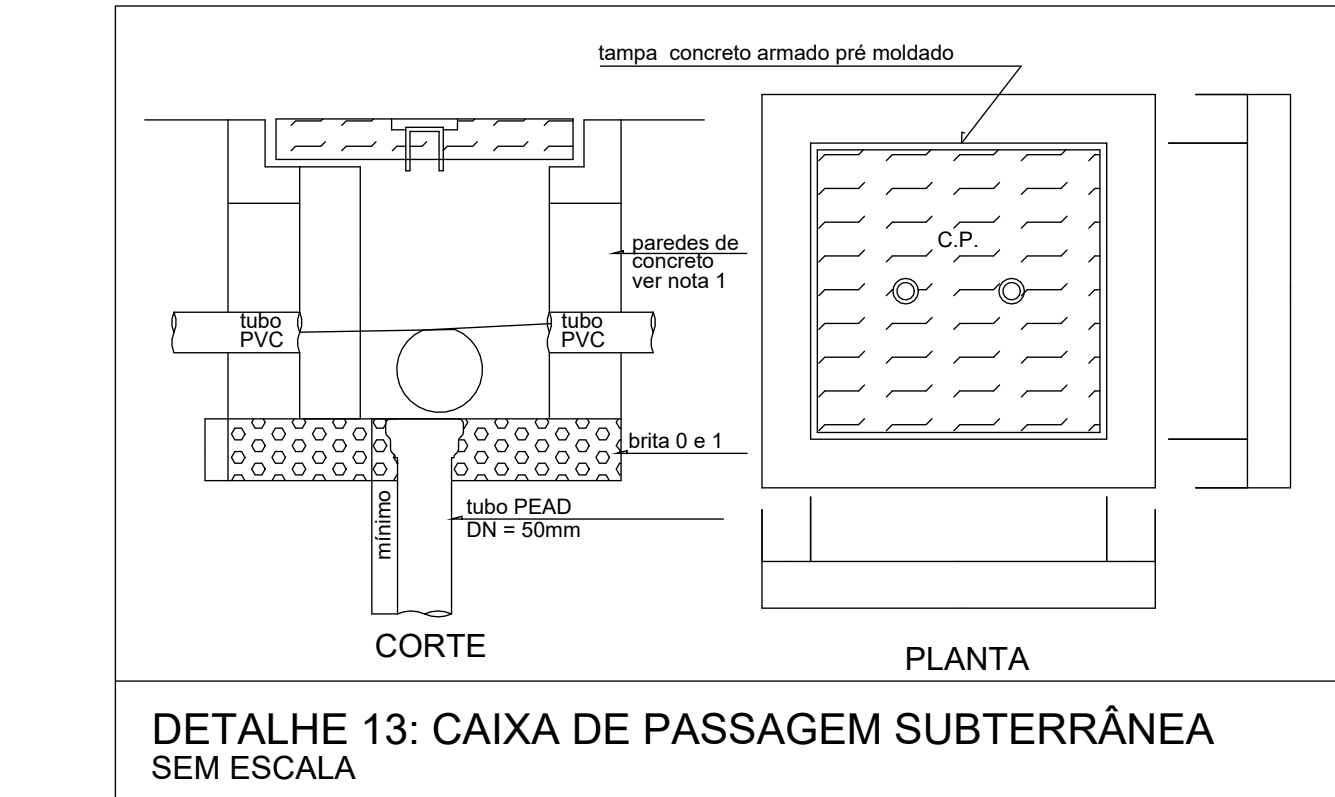 tampa concreto armado pré moldado
C.P.
paredes de
concreto
ver nota 1
tubo
PVC
tubo
PVC
brita 0 e 1
mínimo
tubo PEAD
DN = 50mm
CORTE
PLANTA
DETALHE 13: CAIXA DE PASSAGEM SUBTERRÂNEA
SEM ESCALA